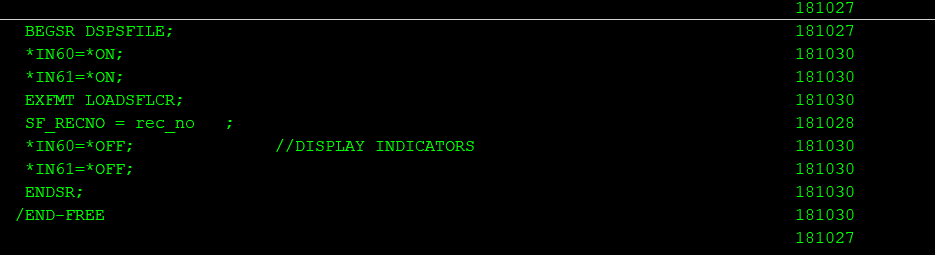 181027
BEGSR DSPSFILE; 181027
*IN60=*ON; 181030
*IN61=*ON; 181030
EXFMT LOADSFLCR; 181030
SF_RECNO = rec_no   ; 181028
*IN60=*OFF;              //DISPLAY INDICATORS 181030
*IN61=*OFF; 181030
ENDSR; 181030
/END-FREE 181030
181027